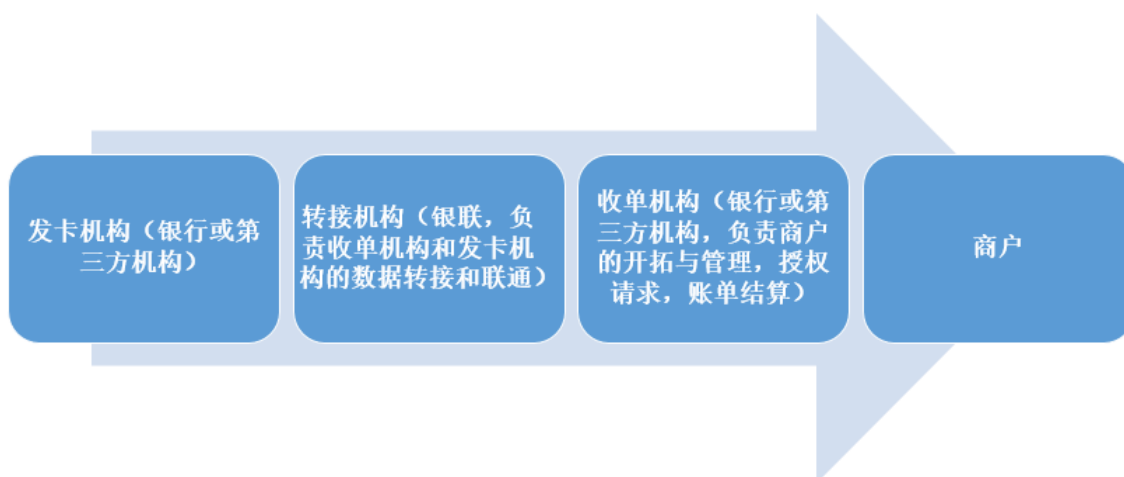 发卡机构（银行或第
三方机构）
转接机构（银联，负
责收单机构和发卡机
构的数据转接和联通）
收单机构（银行或第
三方机构，负责商户
的开拓与管理，授权
请求，账单结算）
商户